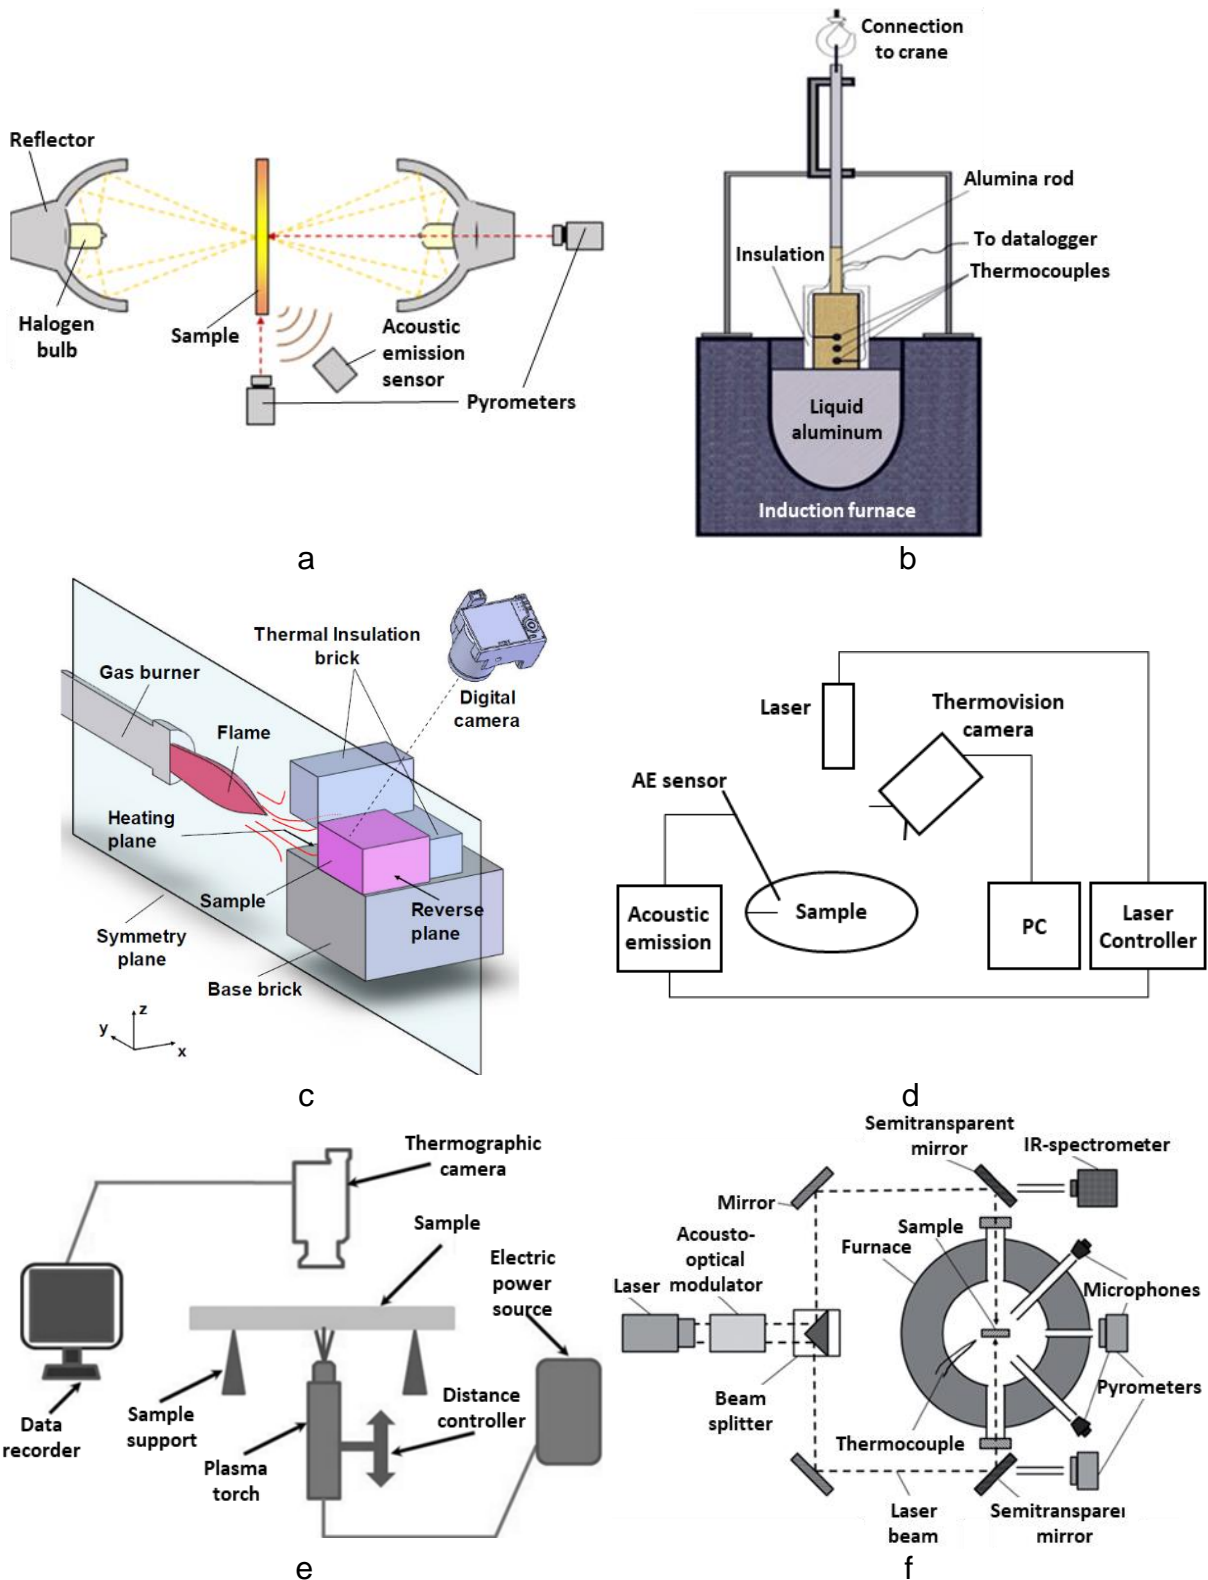 Reflector
Halogen
bulb
Sample
Acoustic
emission
sensor
Pyrometers
a
Connection
to crane
Alumina rod
To datalogger
Insulation
Thermocouples
Liquid
aluminum
Induction furnace
b
Thermal Insulation
brick
Gas burner
Digital
camera
Flame
Heating
plane
Sample
Reverse
plane
Symmetry
plane
Base brick
z
y
x
c
Laser
Thermovision
camera
AE sensor
Acoustic
emission
Sample
PC
Laser
Controller
d
Thermographic
camera
Sample
Electric
power
source
Data
recorder
Sample
support
Plasma
torch
Distance
controller
e
Semitransparent
mirror
IR-spectrometer
Mirror
Sample
Acousto-
optical
modulator
Furnace
Laser
Microphones
Beam
splitter
Pyrometers
Thermocouple
Laser
beam
Semitransparei
mirror
f